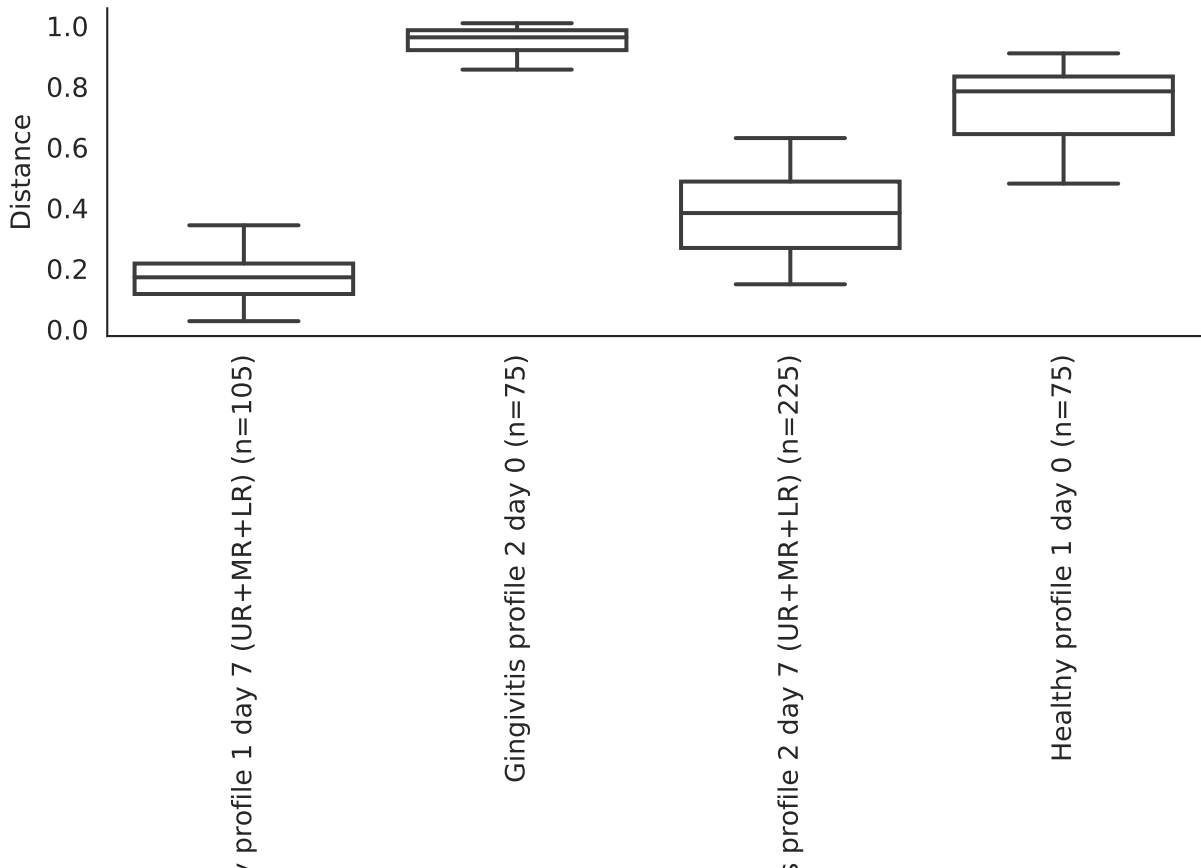 1.0
0.8
0.6
0.4
0.2
0.0
Distance
profile 1 day 7 (UR+MR+LR) (n=105)
Gingivitis profile 2 day 0 (n=75)
profile 2 day 7 (UR+MR+LR) (n=225)
Healthy profile 1 day 0 (n=75)